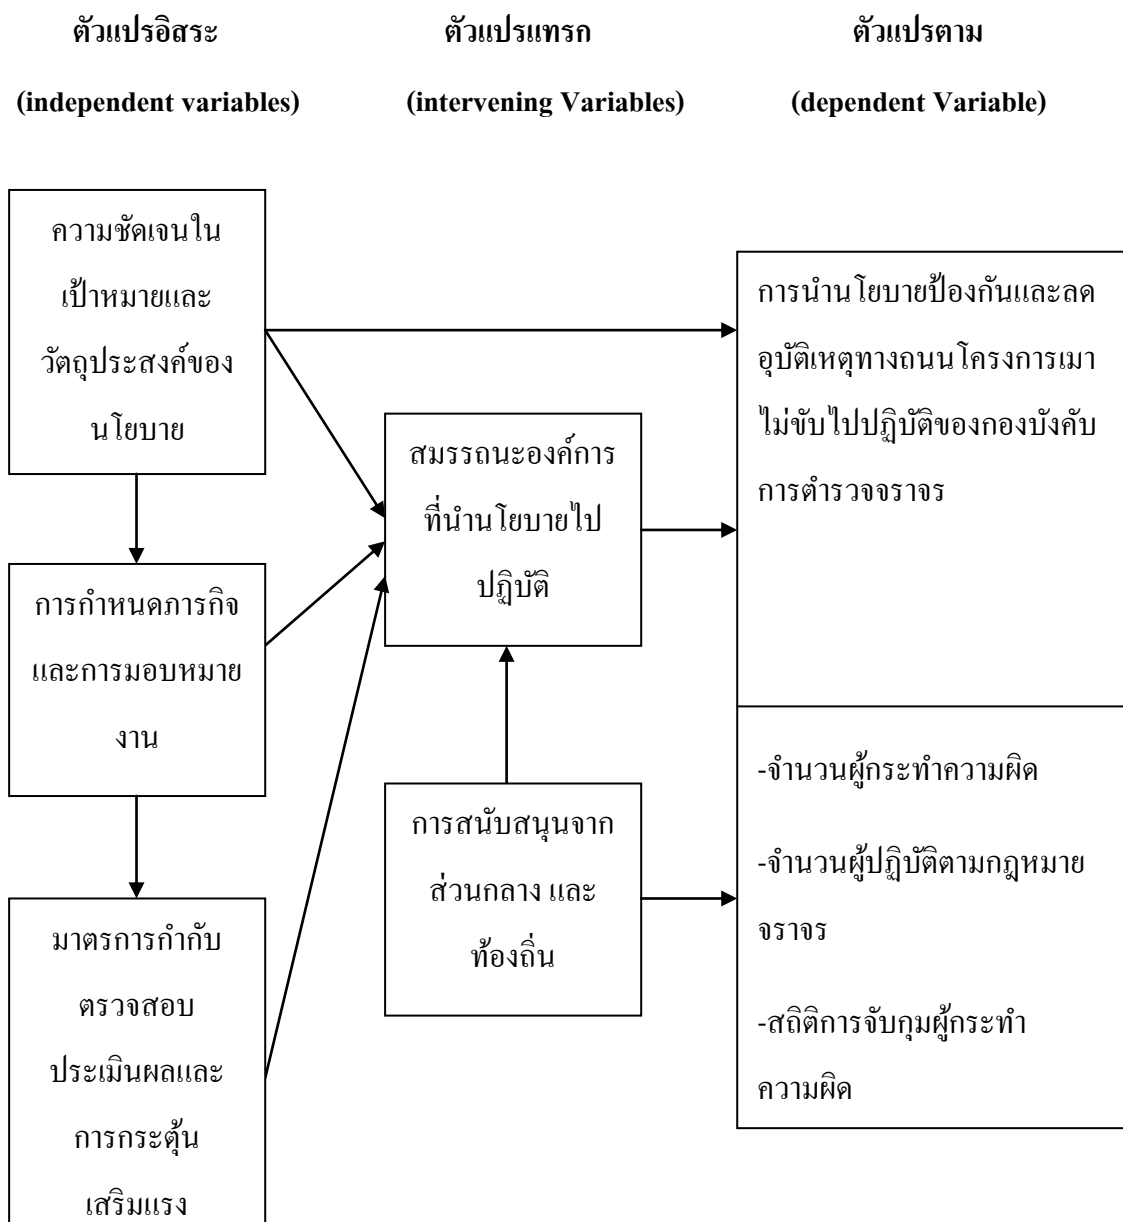 ตัวแปรอิสระ
(independent variables)
ตัวแปรแทรก
(intervening Variables)
ตัวแปรตาม
(dependent Variable)
ความชัดเจนใน
เป้าหมายและ
วัตถุประสงค์ของ
นโยบาย
การกำหนดภารกิจ
และการมอบหมาย
งาน
มาตรการกำกับ
ตรวจสอบ
ประเมินผลและ
การกระตุ้น
เสริมแรง
สมรรถนะองค์การ
ที่นำนโยบายไป
ปฏิบัติ
การสนับสนุนจาก
ส่วนกลาง และ
ท้องถิ่น
การนำนโยบายป้องกันและลด
อุบัติเหตุทางถนนโครงการเมา
ไม่ขับไปปฏิบัติของกองบังคับ
การตำรวจจราจร
-จำนวนผู้กระทำความผิด
-จำนวนผู้ปฏิบัติตามกฎหมาย
จราจร
-สถิติการจับกุมผู้กระทำ
ความผิด